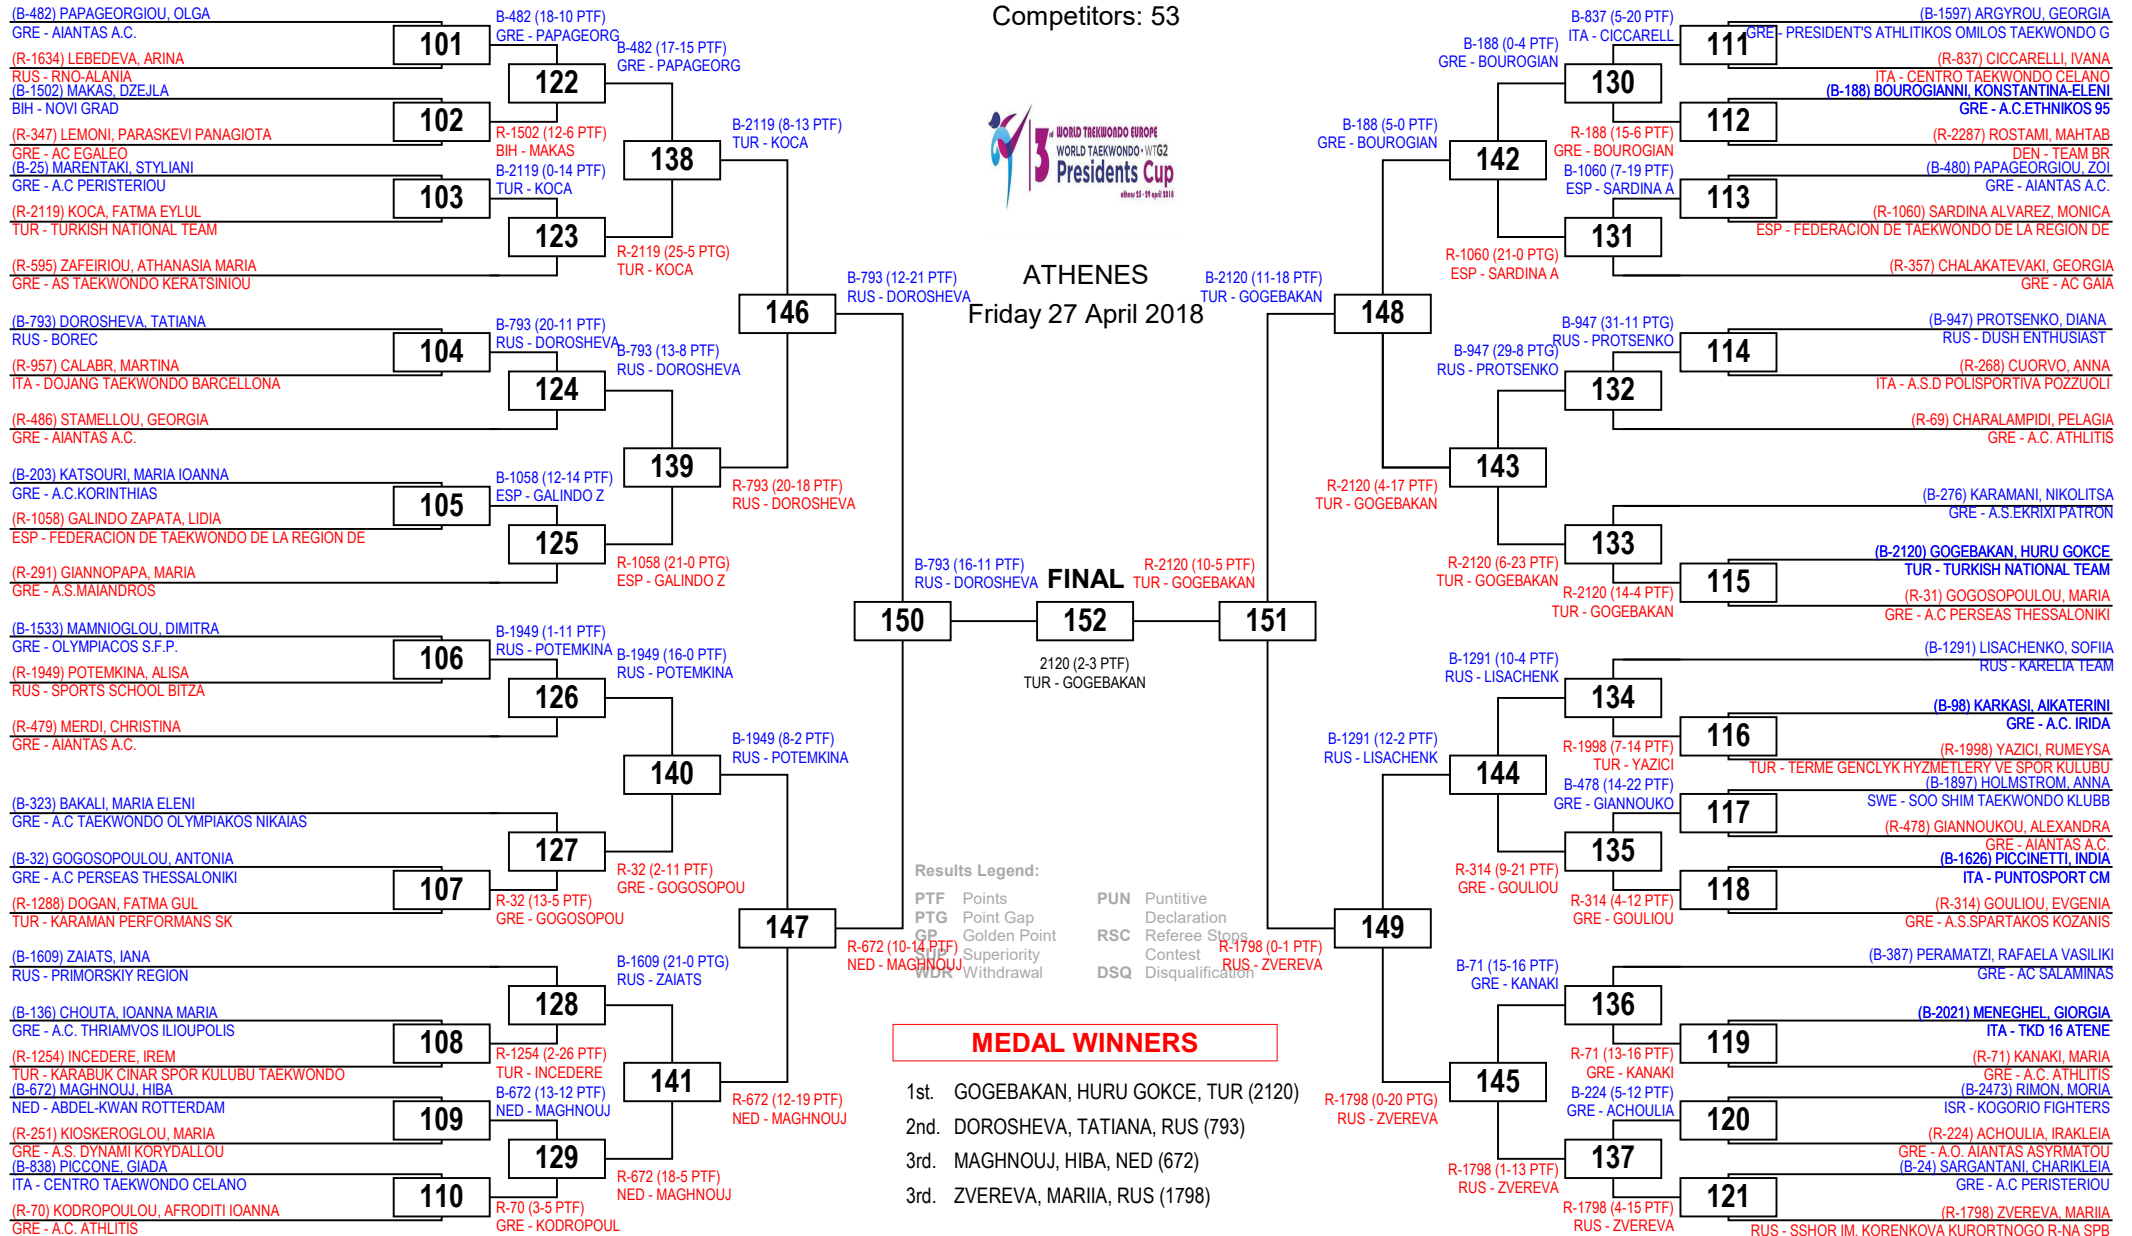 Competitors: 53
3rd WORLD TAEKWONDO EUROPE
WORLD TAEKWONDO • WTG2
Presidents Cup
athens 25 - 29 april 2018
ATHENES
Friday 27 April 2018
(B-482) PAPAGEORGIOU, OLGA
GRE - AIANTAS A.C.
(R-1634) LEBEDEVA, ARINA
RUS - RNO-ALANIA
(B-1502) MAKAS, DZEJLA
BIH - NOVI GRAD
(R-347) LEMONI, PARASKEVI PANAGIOTA
GRE - AC EGALEO
(B-25) MARENTAKI, STYLIANI
GRE - A.C PERISTERIOU
(R-2119) KOCA, FATMA EYLUL
TUR - TURKISH NATIONAL TEAM
(R-595) ZAFEIRIOU, ATHANASIA MARIA
GRE - AS TAEKWONDO KERATSINIOU
(B-793) DOROSHEVA, TATIANA
RUS - BOREC
(R-957) CALABR, MARTINA
ITA - DOJANG TAEKWONDO BARCELLONA
(R-486) STAMELLOU, GEORGIA
GRE - AIANTAS A.C.
(B-203) KATSOURI, MARIA IOANNA
GRE - A.C.KORINTHIAS
(R-1058) GALINDO ZAPATA, LIDIA
ESP - FEDERACION DE TAEKWONDO DE LA REGION DE
(R-291) GIANNOPAPA, MARIA
GRE - A.S.MAIANDROS
(B-1533) MAMNIOGLOU, DIMITRA
GRE - OLYMPIACOS S.F.P.
(R-1949) POTEMKINA, ALISA
RUS - SPORTS SCHOOL BITZA
(R-479) MERDI, CHRISTINA
GRE - AIANTAS A.C.
(B-323) BAKALI, MARIA ELENI
GRE - A.C TAEKWONDO OLYMPIAKOS NIKAIAS
(B-32) GOGOSOPOULOU, ANTONIA
GRE - A.C PERSEAS THESSALONIKI
(R-1288) DOGAN, FATMA GUL
TUR - KARAMAN PERFORMANS SK
(B-1609) ZAIATS, IANA
RUS - PRIMORSKIY REGION
(B-136) CHOUTA, IOANNA MARIA
GRE - A.C. THRIAMVOS ILIOUPOLIS
(R-1254) INCEDERE, IREM
TUR - KARABUK CINAR SPOR KULUBU TAEKWONDO
(B-672) MAGHNOUJ, HIBA
NED - ABDEL-KWAN ROTTERDAM
(R-251) KIOSKEROGLOU, MARIA
GRE - A.S. DYNAMI KORYDALLOU
(B-838) PICCONE, GIADA
ITA - CENTRO TAEKWONDO CELANO
(R-70) KODROPOULOU, AFRODITI IOANNA
GRE - A.C. ATHLITIS
101
102
103
104
105
106
107
108
109
110
B-482 (18-10 PTF)
GRE - PAPAGEORG
R-1502 (12-6 PTF)
BIH - MAKAS
B-2119 (0-14 PTF)
TUR - KOCA
B-793 (20-11 PTF)
RUS - DOROSHEVA
B-1058 (12-14 PTF)
ESP - GALINDO Z
B-1949 (1-11 PTF)
RUS - POTEMKINA
R-32 (13-5 PTF)
GRE - GOGOSOPOU
R-1254 (2-26 PTF)
TUR - INCEDERE
B-672 (13-12 PTF)
NED - MAGHNOUJ
R-70 (3-5 PTF)
GRE - KODROPOUL
122
123
124
125
126
127
128
129
B-482 (17-15 PTF)
GRE - PAPAGEORG
R-2119 (25-5 PTG)
TUR - KOCA
B-793 (13-8 PTF)
RUS - DOROSHEVA
R-1058 (21-0 PTG)
ESP - GALINDO Z
B-1949 (16-0 PTF)
RUS - POTEMKINA
R-32 (2-11 PTF)
GRE - GOGOSOPOU
B-1609 (21-0 PTG)
RUS - ZAIATS
R-672 (18-5 PTF)
NED - MAGHNOUJ
138
139
140
141
B-2119 (8-13 PTF)
TUR - KOCA
R-793 (20-18 PTF)
RUS - DOROSHEVA
B-1949 (8-2 PTF)
RUS - POTEMKINA
R-672 (12-19 PTF)
NED - MAGHNOUJ
146
147
B-793 (12-21 PTF)
RUS - DOROSHEVA
R-672 (10-14 PTF)
NED - MAGHNOUJ
150
B-793 (16-11 PTF)
RUS - DOROSHEVA
FINAL
152
2120 (2-3 PTF)
TUR - GOGEBAKAN
R-2120 (10-5 PTF)
TUR - GOGEBAKAN
151
B-2120 (11-18 PTF)
TUR - GOGEBAKAN
R-1798 (0-1 PTF)
RUS - ZVEREVA
148
149
B-188 (5-0 PTF)
GRE - BOUROGIAN
R-2120 (4-17 PTF)
TUR - GOGEBAKAN
B-1291 (12-2 PTF)
RUS - LISACHENK
R-1798 (0-20 PTG)
RUS - ZVEREVA
142
143
144
145
B-188 (0-4 PTF)
GRE - BOUROGIAN
R-1060 (21-0 PTG)
ESP - SARDINA A
B-947 (29-8 PTG)
RUS - PROTSENKO
R-2120 (6-23 PTF)
TUR - GOGEBAKAN
B-1291 (10-4 PTF)
RUS - LISACHENK
R-314 (9-21 PTF)
GRE - GOULIOU
B-71 (15-16 PTF)
GRE - KANAKI
R-1798 (1-13 PTF)
RUS - ZVEREVA
130
131
132
133
134
135
136
137
B-837 (5-20 PTF)
ITA - CICCARELL
R-188 (15-6 PTF)
GRE - BOUROGIAN
B-1060 (7-19 PTF)
ESP - SARDINA A
B-947 (31-11 PTG)
RUS - PROTSENKO
R-2120 (14-4 PTF)
TUR - GOGEBAKAN
R-1998 (7-14 PTF)
TUR - YAZICI
B-478 (14-22 PTF)
GRE - GIANNOUKO
R-314 (4-12 PTF)
GRE - GOULIOU
R-71 (13-16 PTF)
GRE - KANAKI
B-224 (5-12 PTF)
GRE - ACHOULIA
R-1798 (4-15 PTF)
RUS - ZVEREVA
111
112
113
114
115
116
117
118
119
120
121
(B-1597) ARGYROU, GEORGIA
GRE - PRESIDENT'S ATHLITIKOS OMILOS TAEKWONDO G
(R-837) CICCARELLI, IVANA
ITA - CENTRO TAEKWONDO CELANO
(B-188) BOUROGIANNI, KONSTANTINA-ELENI
GRE - A.C.ETHNIKOS 95
(R-2287) ROSTAMI, MAHTAB
DEN - TEAM BR
(B-480) PAPAGEORGIOU, ZOI
GRE - AIANTAS A.C.
(R-1060) SARDINA ALVAREZ, MONICA
ESP - FEDERACION DE TAEKWONDO DE LA REGION DE
(R-357) CHALAKATEVAKI, GEORGIA
GRE - AC GAIA
(B-947) PROTSENKO, DIANA
RUS - DUSH ENTHUSIAST
(R-268) CUORVO, ANNA
ITA - A.S.D POLISPORTIVA POZZUOLI
(R-69) CHARALAMPIDI, PELAGIA
GRE - A.C. ATHLITIS
(B-276) KARAMANI, NIKOLITSA
GRE - A.S.EKRIXI PATRON
(B-2120) GOGEBAKAN, HURU GOKCE
TUR - TURKISH NATIONAL TEAM
(R-31) GOGOSOPOULOU, MARIA
GRE - A.C PERSEAS THESSALONIKI
(B-1291) LISACHENKO, SOFIIA
RUS - KARELIA TEAM
(B-98) KARKASI, AIKATERINI
GRE - A.C. IRIDA
(R-1998) YAZICI, RUMEYSA
TUR - TERME GENCLYK HYZMETLERY VE SPOR KULUBU
(B-1897) HOLMSTROM, ANNA
SWE - SOO SHIM TAEKWONDO KLUBB
(R-478) GIANNOUKOU, ALEXANDRA
GRE - AIANTAS A.C.
(B-1626) PICCINETTI, INDIA
ITA - PUNTOSPORT CM
(R-314) GOULIOU, EVGENIA
GRE - A.S.SPARTAKOS KOZANIS
(B-387) PERAMATZI, RAFAELA VASILIKI
GRE - AC SALAMINAS
(B-2021) MENEGHEL, GIORGIA
ITA - TKD 16 ATENE
(R-71) KANAKI, MARIA
GRE - A.C. ATHLITIS
(B-2473) RIMON, MORIA
ISR - KOGORIO FIGHTERS
(R-224) ACHOULIA, IRAKLEIA
GRE - A.O. AIANTAS ASYRMATOU
(B-24) SARGANTANI, CHARIKLEIA
GRE - A.C PERISTERIOU
(R-1798) ZVEREVA, MARIIA
RUS - SSHOR IM. KORENKOVA KURORTNOGO R-NA SPB
Results Legend:
PTF Points PUN Puntitive
PTG Point Gap Declaration
GP Golden Point RSC Referee Stops
SUP Superiority Contest
WDR Withdrawal DSQ Disqualification
MEDAL WINNERS
1st. GOGEBAKAN, HURU GOKCE, TUR (2120)
2nd. DOROSHEVA, TATIANA, RUS (793)
3rd. MAGHNOUJ, HIBA, NED (672)
3rd. ZVEREVA, MARIIA, RUS (1798)